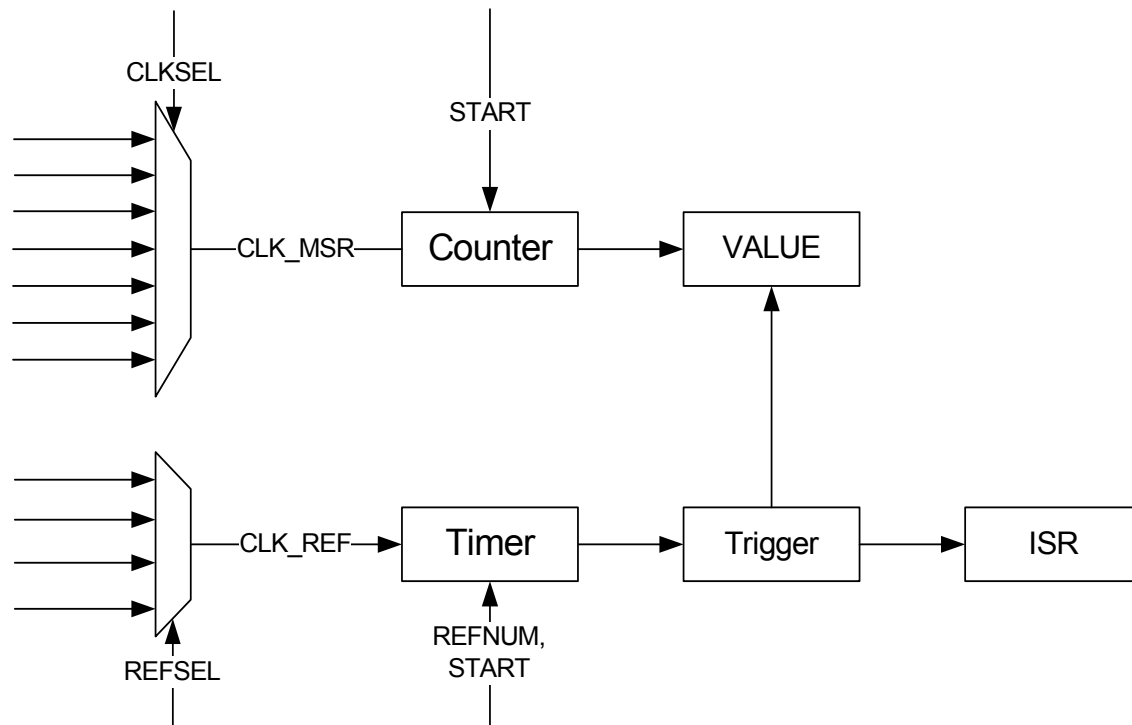 CLKSEL
START
CLK_MSR
Counter
VALUE
CLK_REF
Timer
Trigger
ISR
REFNUM,
START
REFSEL